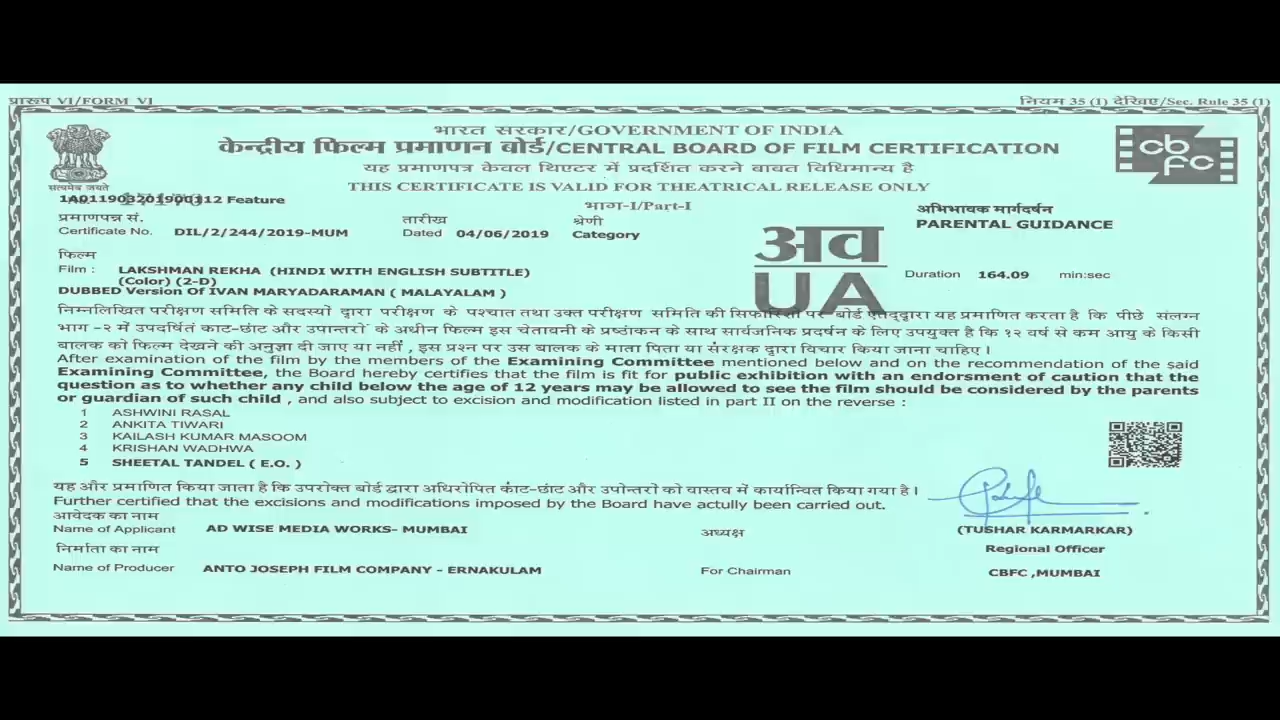 प्रारूप VI/FORM VI
नियम 35 (1) देखिए/Sec. Rule 35 (1)
भारत सरकार/GOVERNMENT OF INDIA
केन्द्रीय फिल्म प्रमाणन बोर्ड/CENTRAL BOARD OF FILM CERTIFICATION
cbfc
यह प्रमाणपत्र केवल थिएटर में प्रदर्शित करने बावत विधिमान्य है
सत्यमेव जयते
THIS CERTIFICATE IS VALID FOR THEATRICAL RELEASE ONLY
1A011903201900112 Feature
भाग-I/Part-I
अभिभावक मार्गदर्षन
PARENTAL GUIDANCE
प्रमाणपत्र सं. तारीख श्रेणी
Certificate No. DIL/2/244/2019-MUM Dated 04/06/2019 Category
अव
UA
फिल्म
Film : LAKSHMAN REKHA (HINDI WITH ENGLISH SUBTITLE)
(Color) (2-D)
Duration 164.09 min:sec
DUBBED Version Of IVAN MARYADARAMAN ( MALAYALAM )
निम्नलिखित परीक्षण समिति के सदस्यों द्वारा परीक्षण के पश्चात तथा उक्त परीक्षण समिति की सिफारिशों पर बोर्ड एतद्द्वारा यह प्रमाणित करता है कि पीछे संलग्न
भाग -२ में उपदर्षित काट-छांट और उपान्तरों के अधीन फिल्म इस चेतावनी के प्रष्ठांकन के साथ सार्वजनिक प्रदर्षन के लिए उपयुक्त है कि १२ वर्ष से कम आयु के किसी
बालक को फिल्म देखने की अनुज्ञा दी जाए या नहीं , इस प्रश्न पर उस बालक के माता पिता या संरक्षक द्वारा विचार किया जाना चाहिए ।
After examination of the film by the members of the Examining Committee mentioned below and on the recommendation of the said
Examining Committee, the Board hereby certifies that the film is fit for public exhibition with an endorsment of caution that the
question as to whether any child below the age of 12 years may be allowed to see the film should be considered by the parents
or guardian of such child , and also subject to excision and modification listed in part II on the reverse :
1 ASHWINI RASAL
2 ANKITA TIWARI
3 KAILASH KUMAR MASOOM
4 KRISHAN WADHWA
5 SHEETAL TANDEL ( E.O. )
यह और प्रमाणित किया जाता है कि उपरोक्त बोर्ड द्वारा अधिरोपित काट-छांट और उपोन्तरों को वास्तव में कार्यान्वित किया गया है ।
Further certified that the excisions and modifications imposed by the Board have actully been carried out.
आवेदक का नाम
Name of Applicant AD WISE MEDIA WORKS- MUMBAI
अध्यक्ष
(TUSHAR KARMARKAR)
निर्माता का नाम
Regional Officer
Name of Producer ANTO JOSEPH FILM COMPANY - ERNAKULAM
For Chairman
CBFC ,MUMBAI